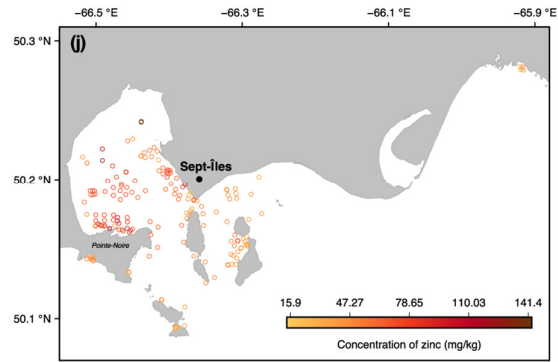 −66.5 °E −66.3 °E −66.1 °E −65.9 °E
50.3 °N
(j)
50.2 °N
Sept-Îles
Pointe-Noire
50.1 °N
15.9 47.27 78.65 110.03 141.4
Concentration of zinc (mg/kg)